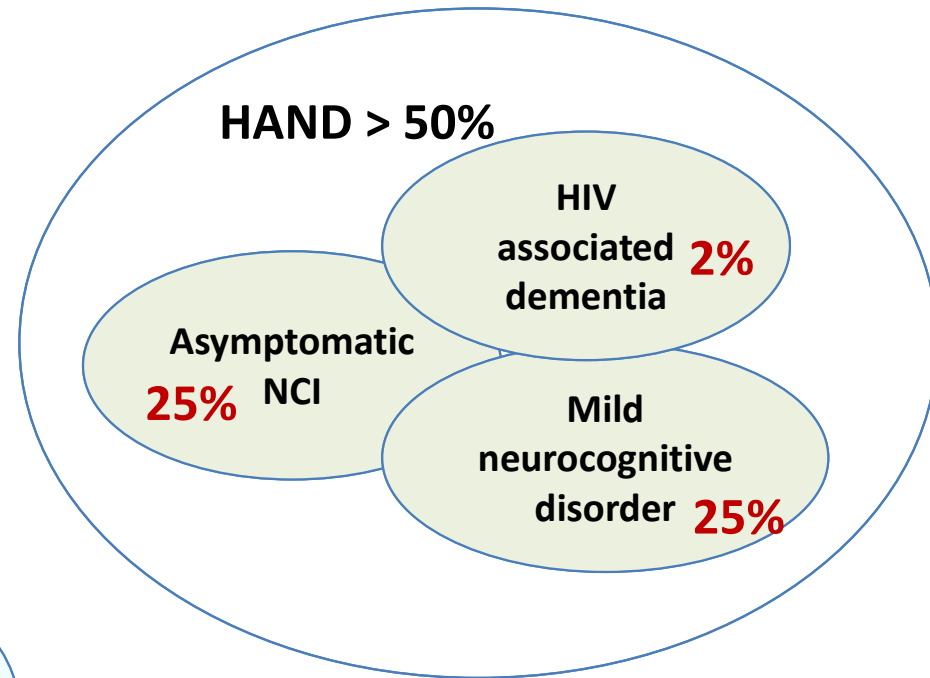 HAND > 50%
HIV
associated 2%
dementia
Asymptomatic
25% NCI
Mild
neurocognitive
disorder 25%